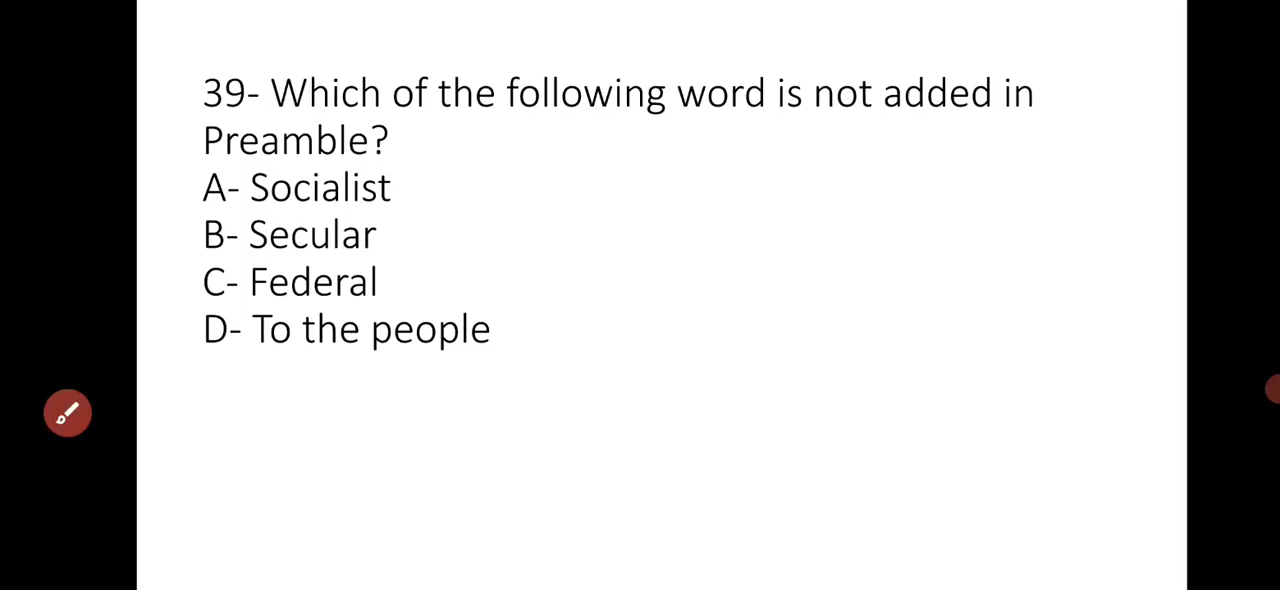 39- Which of the following word is not added in
Preamble?
A- Socialist
B- Secular
C- Federal
D- To the people